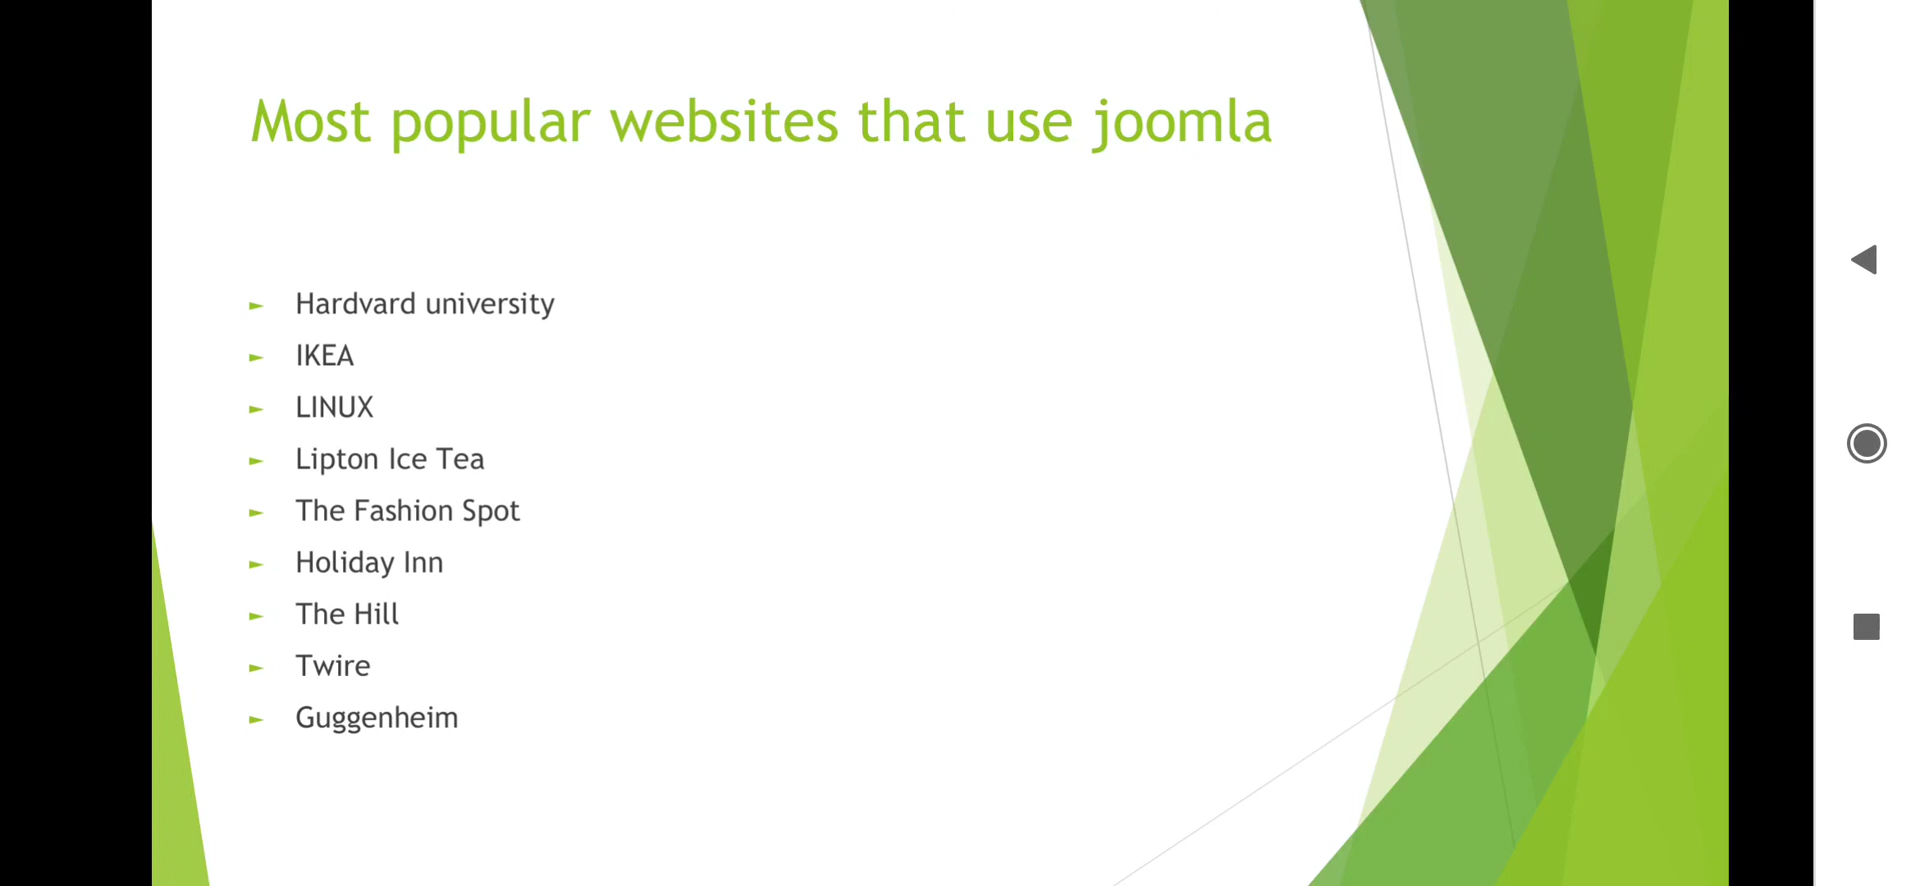 Most popular websites that use joomla
Hardvard university
IKEA
LINUX
Lipton Ice Tea
The Fashion Spot
Holiday Inn
The Hill
Twire
Guggenheim